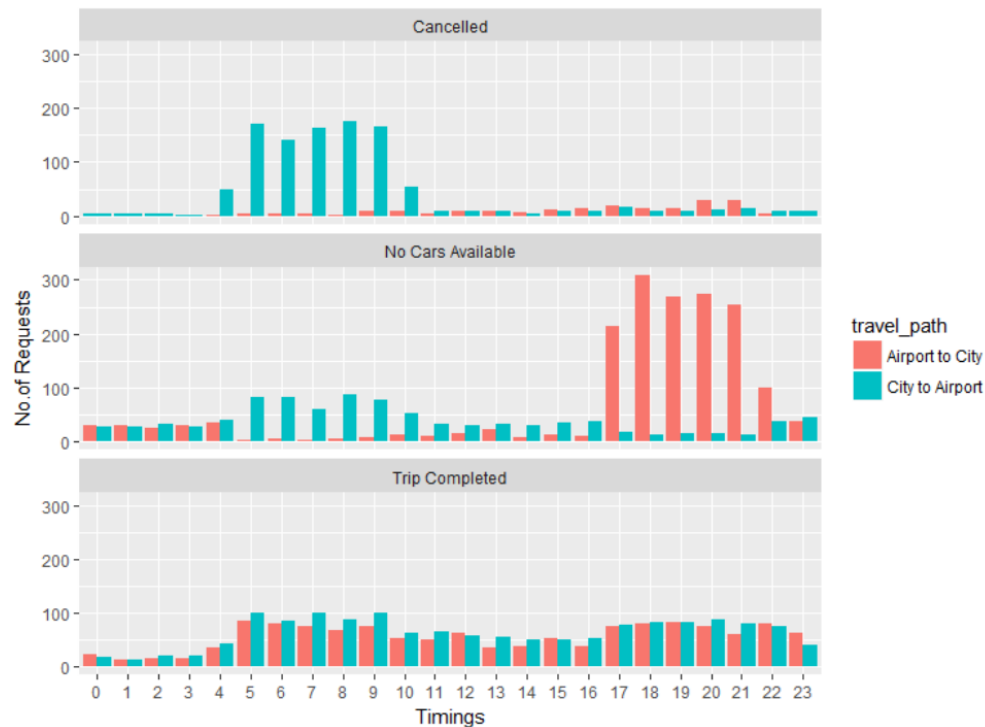 Cancelled
300
200
100
0
No Cars Available
300
200
100
0
Trip Completed
300
200
100
0
0 1 2 3 4 5 6 7 8 9 10 11 12 13 14 15 16 17 18 19 20 21 22 23
Timings
No.of Requests
travel_path
Airport to City
City to Airport